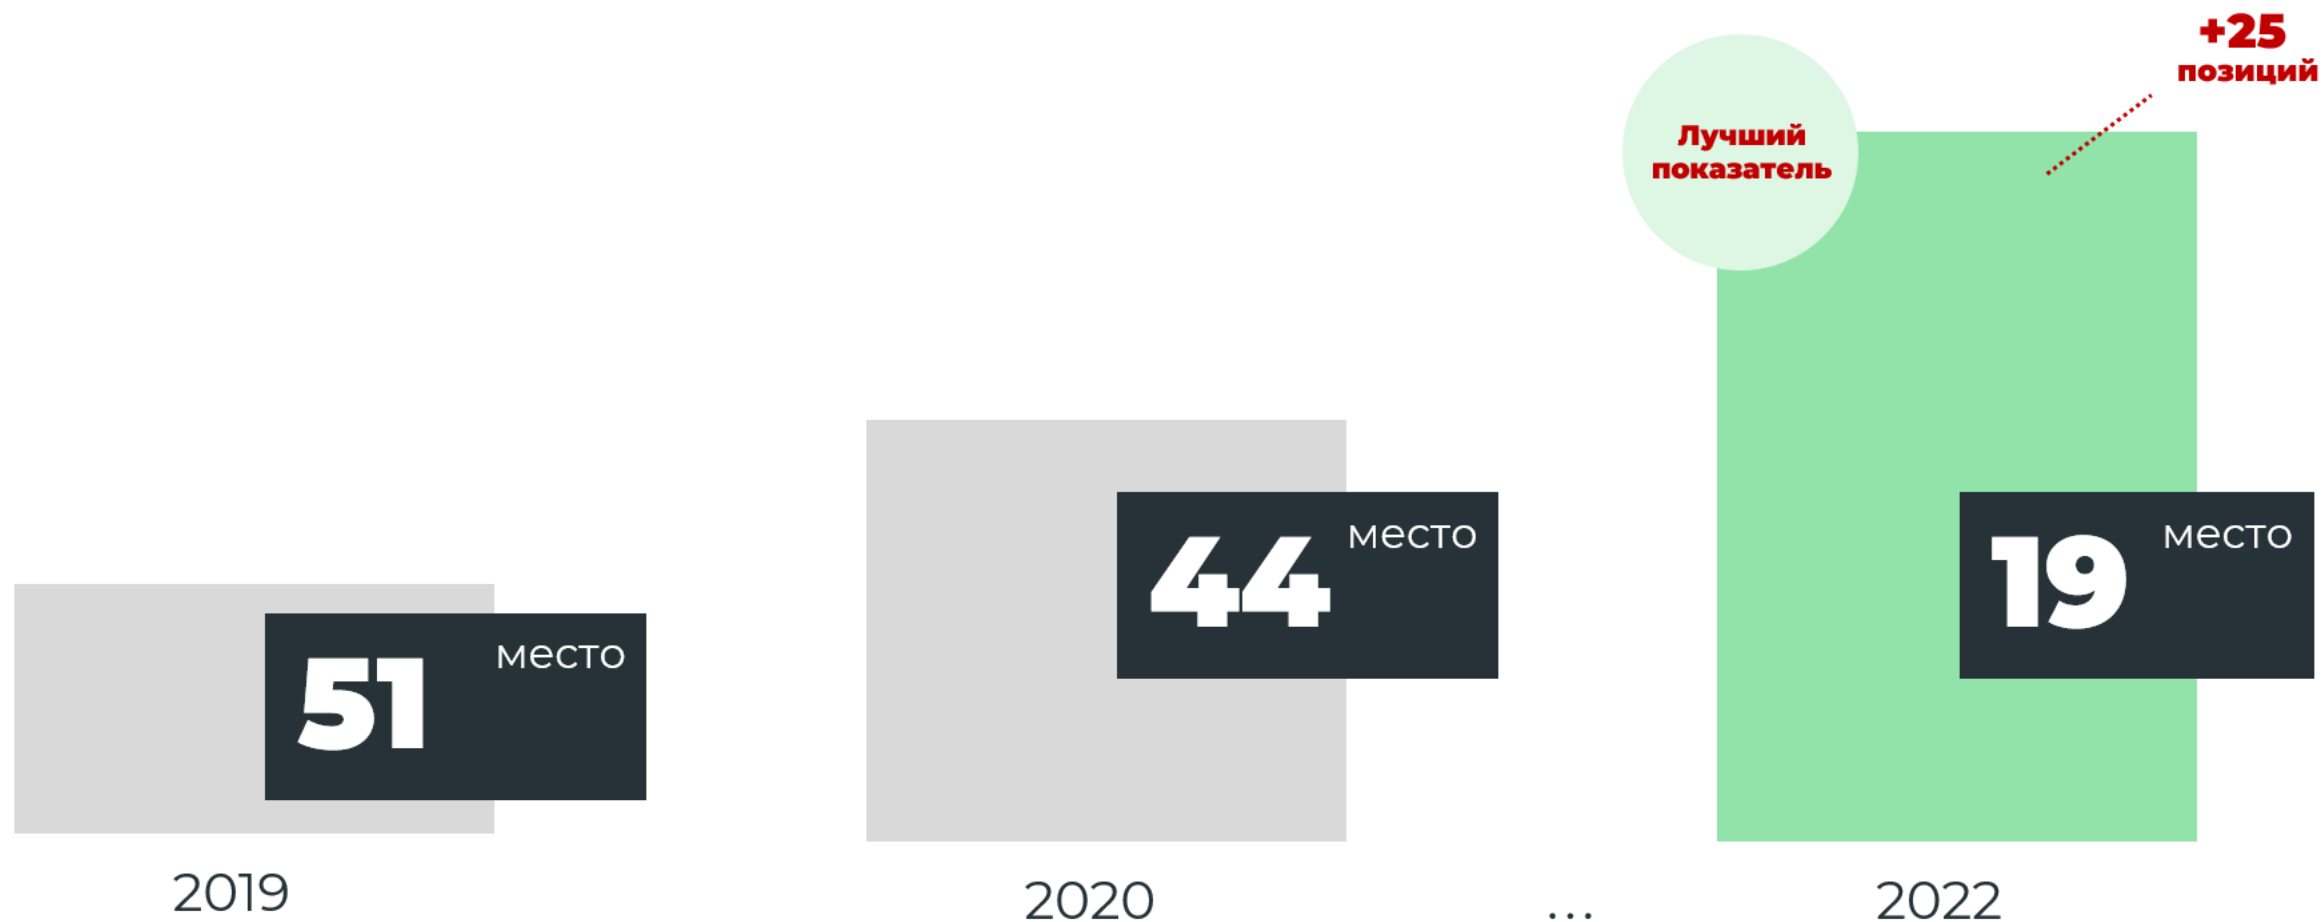 +25
позиций
Лучший
показатель
51 место
44 место
19 место
2019
2020
...
2022